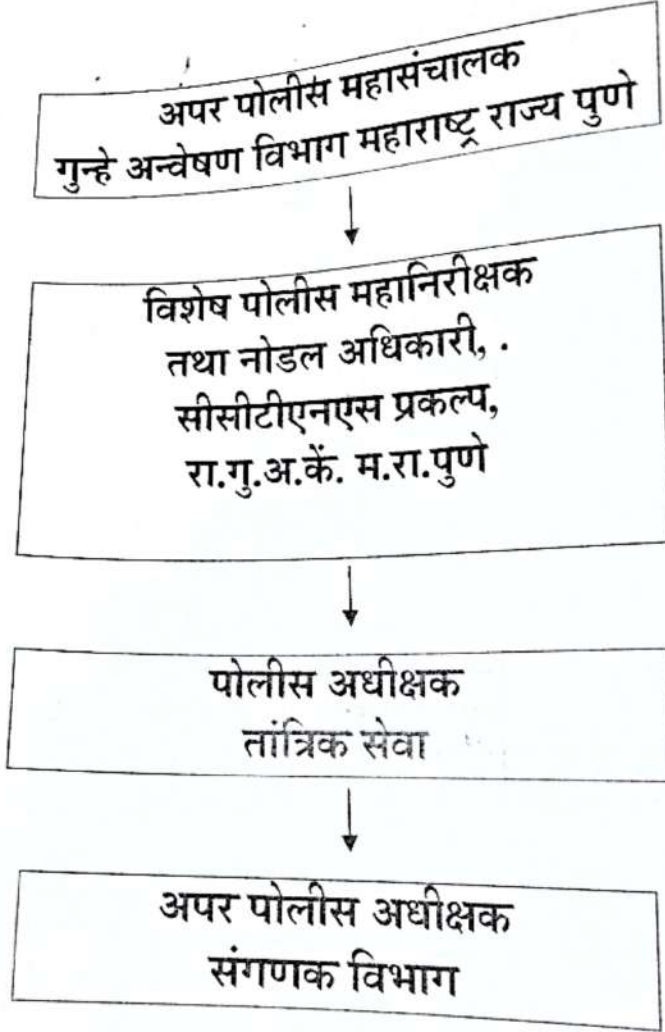 अपर पोलीस महासंचालक
गुन्हे अन्वेषण विभाग महाराष्ट्र राज्य पुणे
विशेष पोलीस महानिरीक्षक
तथा नोडल अधिकारी, .
सीसीटीएनएस प्रकल्प,
रा.गु.अ.कें. म.रा.पुणे
पोलीस अधीक्षक
तांत्रिक सेवा
अपर पोलीस अधीक्षक
संगणक विभाग